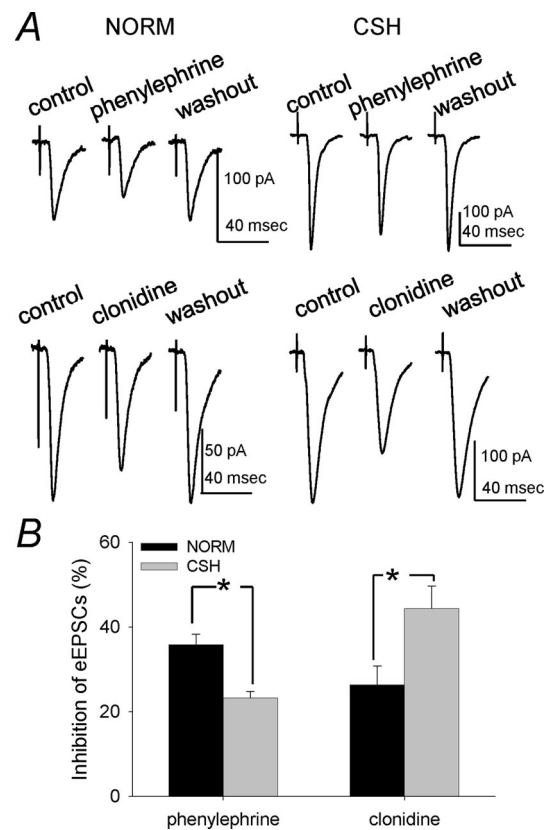 A
NORM
CSH
control phenylephrine washout
control phenylephrine washout
100 pA
40 msec
100 pA
40 msec
control clonidine washout
control clonidine washout
50 pA
40 msec
100 pA
40 msec
B
Inhibition of eEPSCs (%)
60
40
20
0
NORM
CSH
*
*
phenylephrine
clonidine